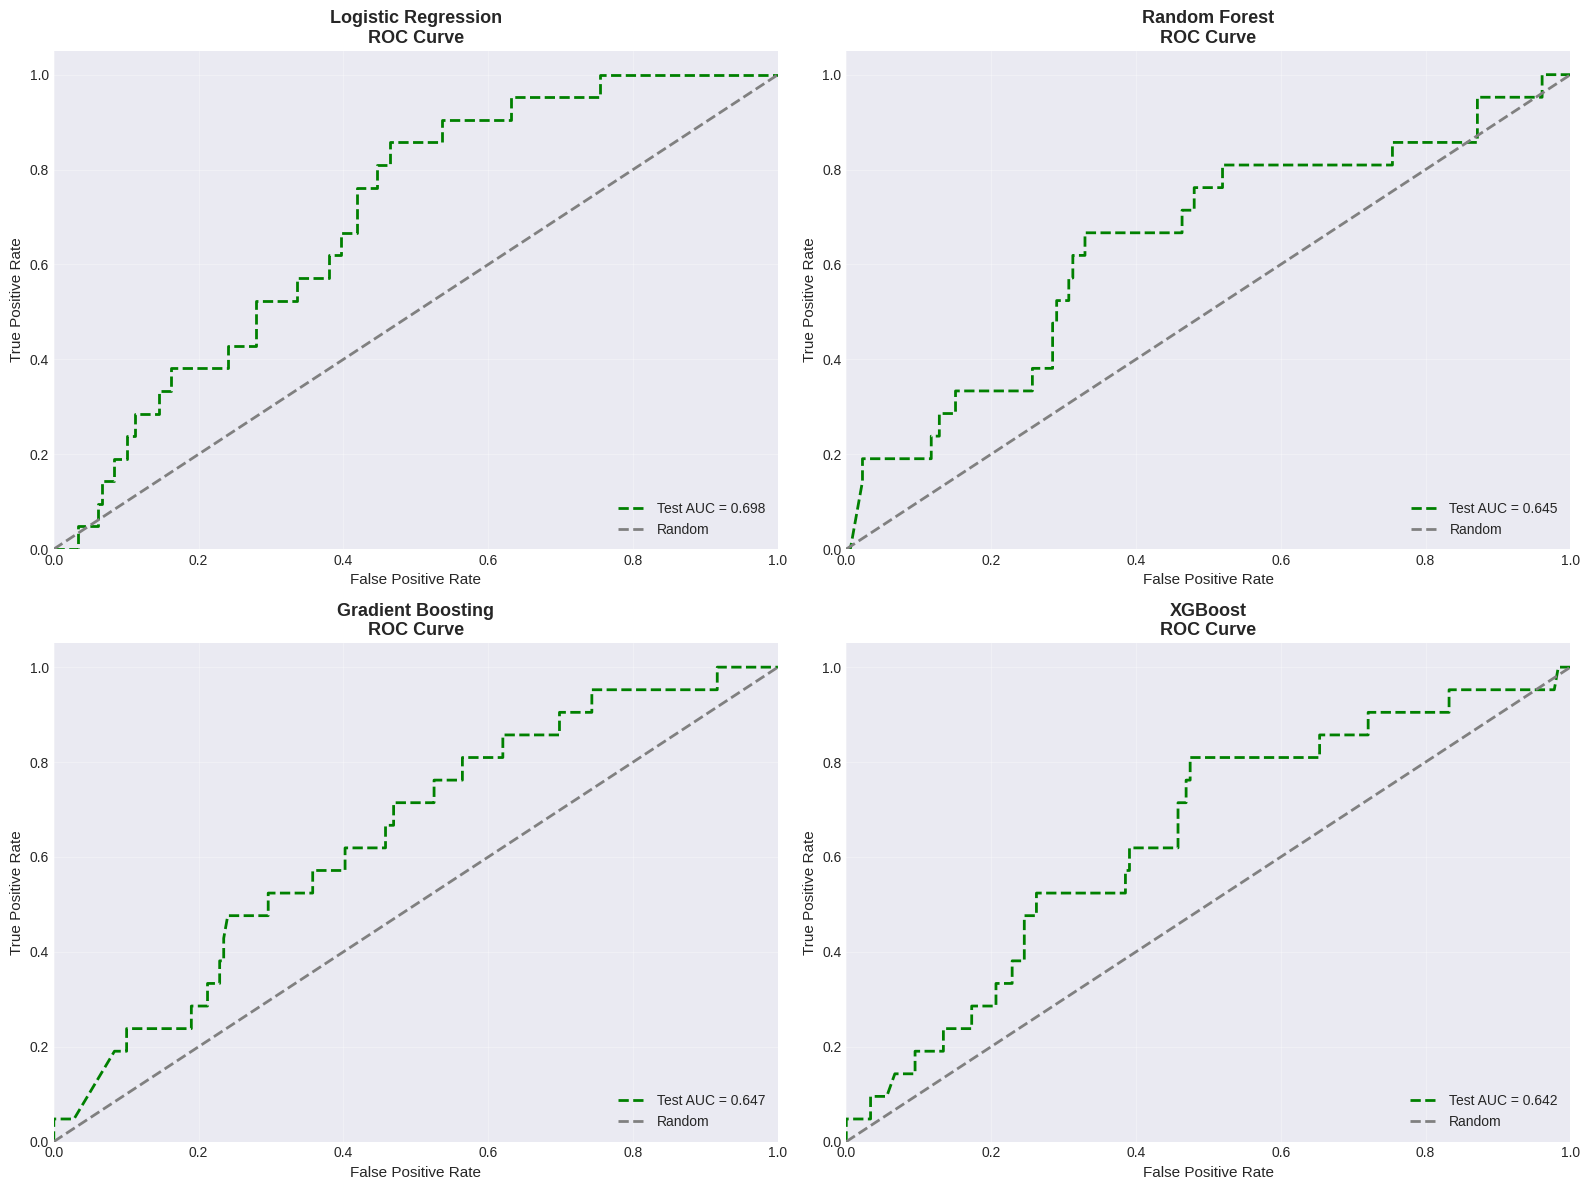 Logistic Regression
ROC Curve
1.0
0.8
0.6
0.4
0.2
0.0
True Positive Rate
Test AUC = 0.698
Random
0.0 0.2 0.4 0.6 0.8 1.0
False Positive Rate
Random Forest
ROC Curve
1.0
0.8
0.6
0.4
0.2
0.0
True Positive Rate
Test AUC = 0.645
Random
0.0 0.2 0.4 0.6 0.8 1.0
False Positive Rate
Gradient Boosting
ROC Curve
1.0
0.8
0.6
0.4
0.2
0.0
True Positive Rate
Test AUC = 0.647
Random
0.0 0.2 0.4 0.6 0.8 1.0
False Positive Rate
XGBoost
ROC Curve
1.0
0.8
0.6
0.4
0.2
0.0
True Positive Rate
Test AUC = 0.642
Random
0.0 0.2 0.4 0.6 0.8 1.0
False Positive Rate